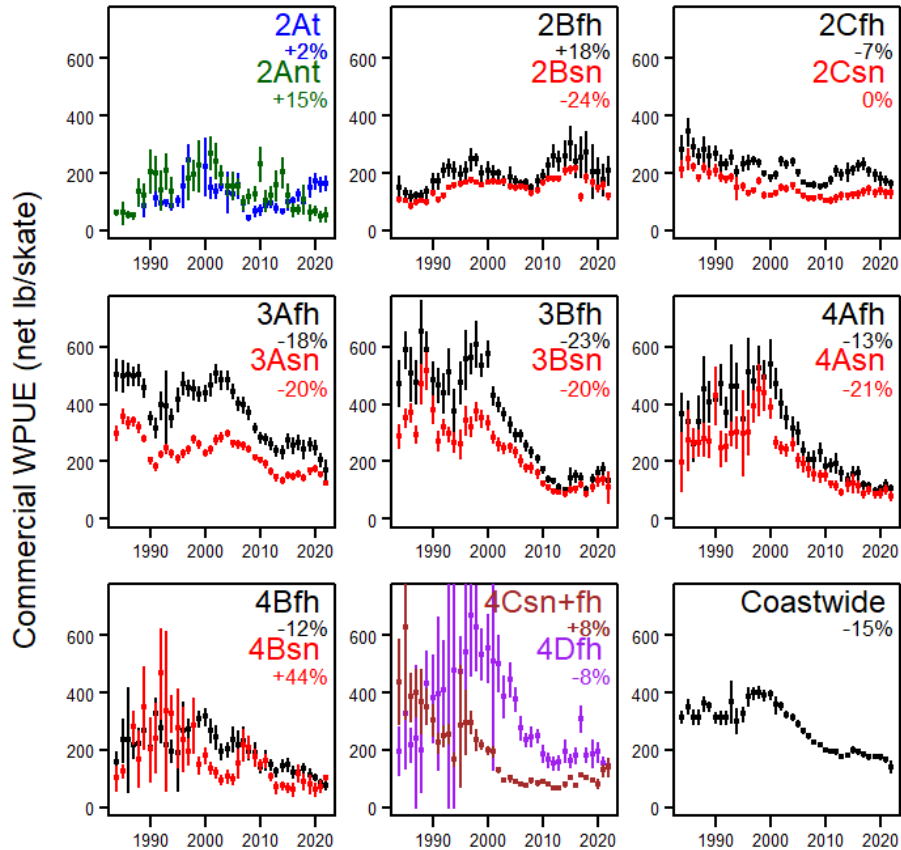 Commercial WPUE (net lb/skate)
2At
+2%
2Ant
+15%
600
400
200
0
1990 2000 2010 2020
2Bfh
+18%
2Bsn
-24%
600
400
200
0
1990 2000 2010 2020
2Cfh
-7%
2Csn
0%
600
400
200
0
1990 2000 2010 2020
3Afh
-18%
3Asn
-20%
600
400
200
0
1990 2000 2010 2020
3Bfh
-23%
3Bsn
-20%
600
400
200
0
1990 2000 2010 2020
4Afh
-13%
4Asn
-21%
600
400
200
0
1990 2000 2010 2020
4Bfh
-12%
4Bsn
+44%
600
400
200
0
1990 2000 2010 2020
4Csn+fh
+8%
4Dfh
-8%
600
400
200
0
1990 2000 2010 2020
Coastwide
-15%
600
400
200
0
1990 2000 2010 2020